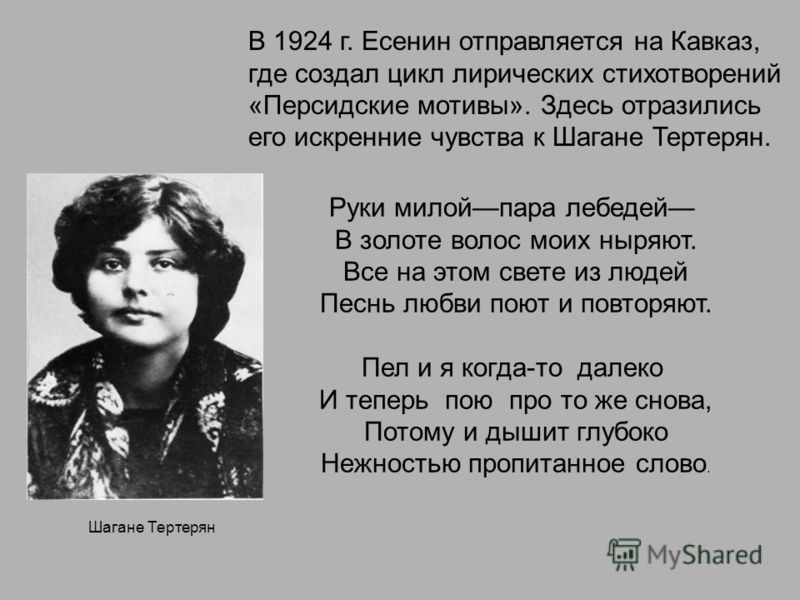 В 1924 г. Есенин отправляется на Кавказ,
где создал цикл лирических стихотворений
«Персидские мотивы». Здесь отразились
его искренние чувства к Шагане Тертерян.
Руки милой—пара лебедей—
В золоте волос моих ныряют.
Все на этом свете из людей
Песнь любви поют и повторяют.
Пел и я когда-то далеко
И теперь пою про то же снова,
Потому и дышит глубоко
Нежностью пропитанное слово.
Шагане Тертерян
MyShared